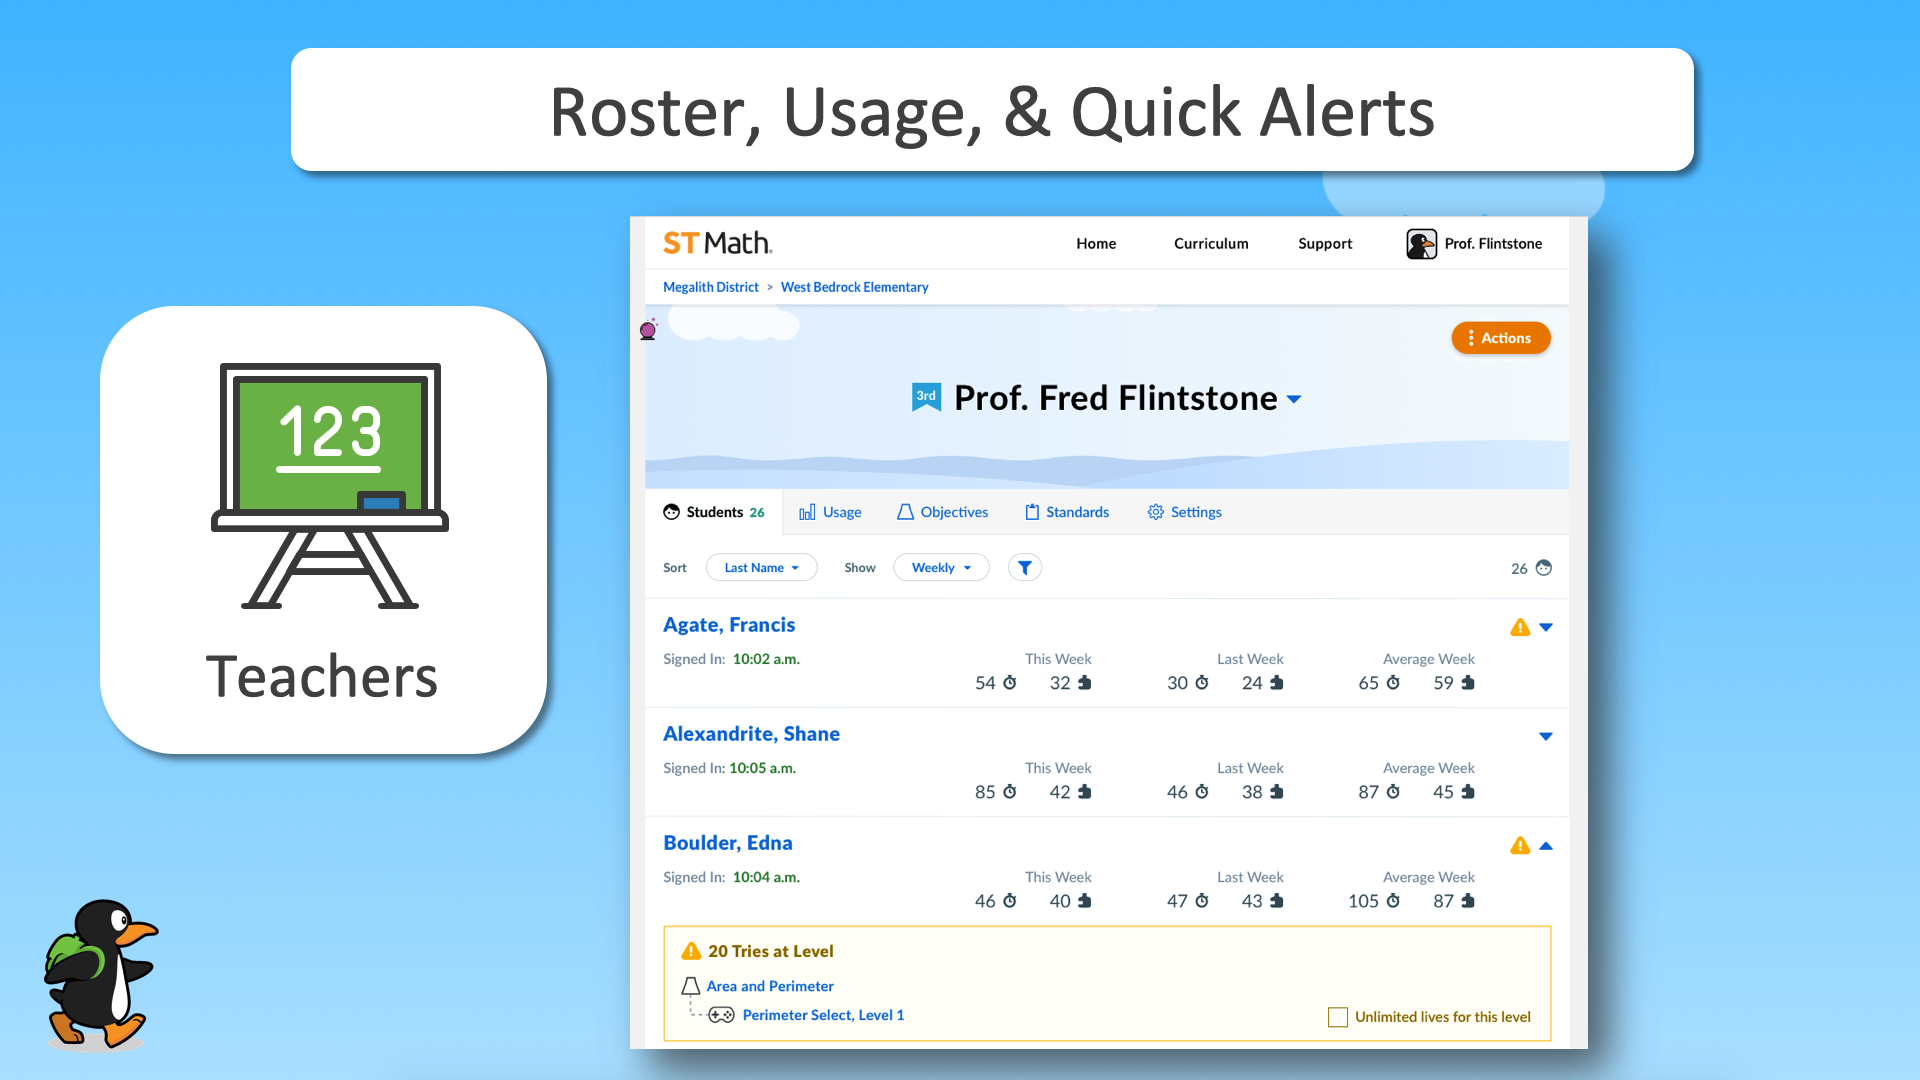 Roster, Usage, & Quick Alerts
123
Teachers
ST Math.
Home Curriculum Support Prof. Flintstone
Megalith District > West Bedrock Elementary
Actions
3rd Prof. Fred Flintstone
Students 26 Usage Objectives Standards Settings
Sort Last Name Show Weekly 26
Agate, Francis
Signed In: 10:02 a.m. This Week Last Week Average Week
54 32 30 24 65 59
Alexandrite, Shane
Signed In: 10:05 a.m. This Week Last Week Average Week
85 42 46 38 87 45
Boulder, Edna
Signed In: 10:04 a.m. This Week Last Week Average Week
46 40 47 43 105 87
20 Tries at Level
Area and Perimeter
Perimeter Select, Level 1 Unlimited lives for this level